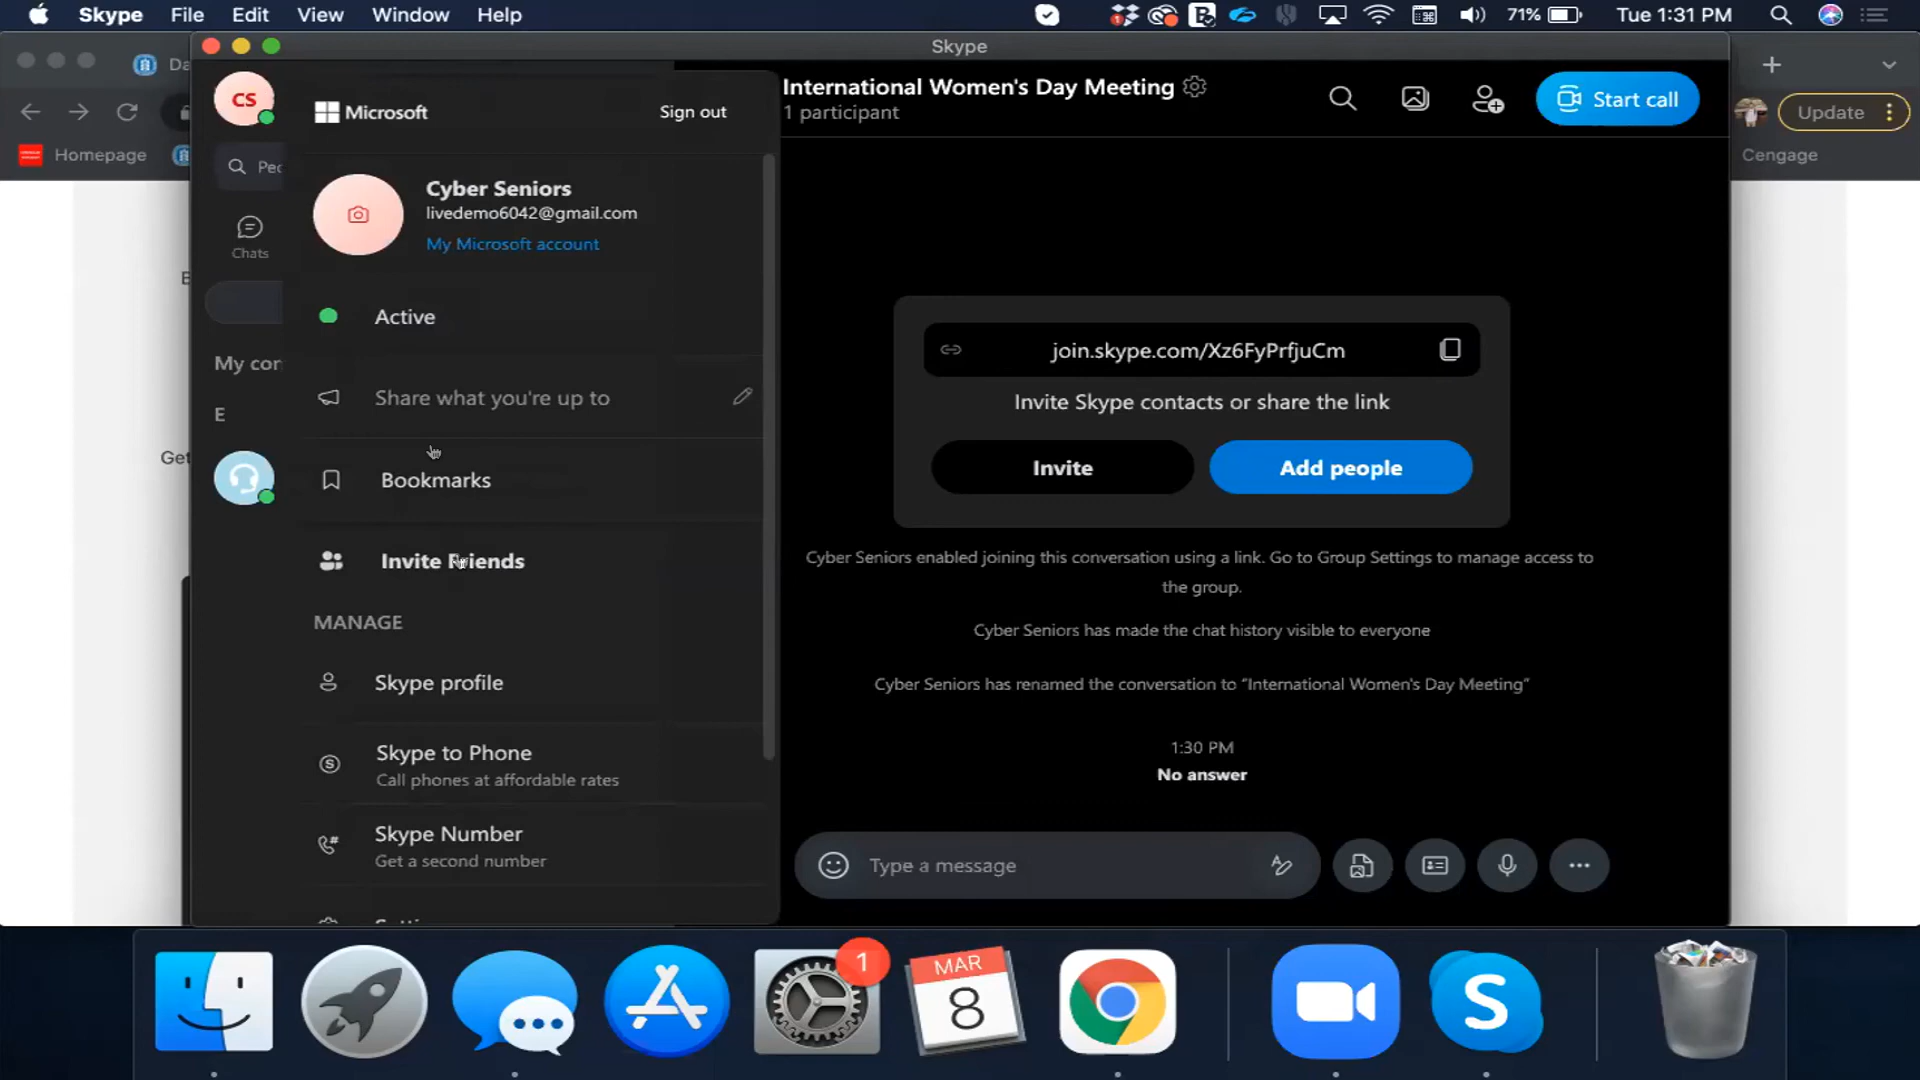 Skype File Edit View Window Help 71% Tue 1:31 PM
Skype
Da
Update
Homepage
Cengage
CS
Microsoft Sign out
International Women's Day Meeting
1 participant
Start call
Peo
Cyber Seniors
livedemo6042@gmail.com
My Microsoft account
Chats
Active
join.skype.com/Xz6FyPrfjuCm
My con
Share what you're up to
Invite Skype contacts or share the link
E
Get
Bookmarks
Invite Add people
Invite Friends
Cyber Seniors enabled joining this conversation using a link. Go to Group Settings to manage access to
the group.
MANAGE
Cyber Seniors has made the chat history visible to everyone
Skype profile
Cyber Seniors has renamed the conversation to “International Women's Day Meeting”
Skype to Phone
Call phones at affordable rates
1:30 PM
No answer
Skype Number
Get a second number
Type a message
1
MAR
8
S